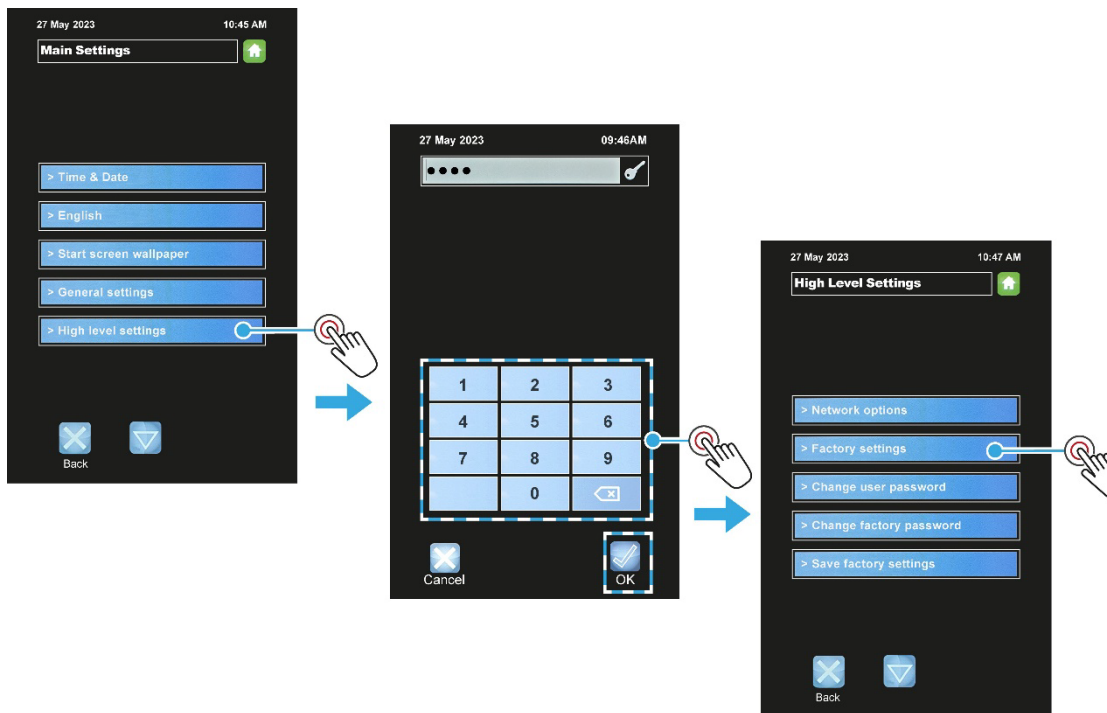 27 May 2023 10:45 AM
Main Settings
> Time & Date
> English
> Start screen wallpaper
> General settings
> High level settings
Back
27 May 2023 09:46AM
1 2 3
4 5 6
7 8 9
0
Cancel OK
27 May 2023 10:47 AM
High Level Settings
> Network options
> Factory settings
> Change user password
> Change factory password
> Save factory settings
Back